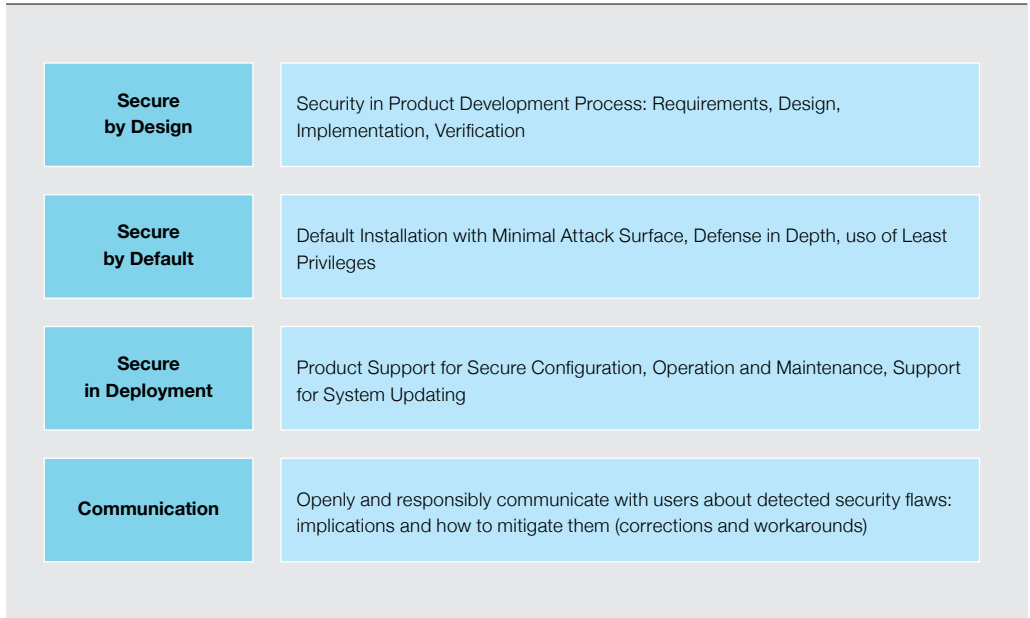 Secure
by Design
Security in Product Development Process: Requirements, Design,
Implementation, Verification
Secure
by Default
Default Installation with Minimal Attack Surface, Defense in Depth, uso of Least
Privileges
Secure
in Deployment
Product Support for Secure Configuration, Operation and Maintenance, Support
for System Updating
Communication
Openly and responsibly communicate with users about detected security flaws:
implications and how to mitigate them (corrections and workarounds)